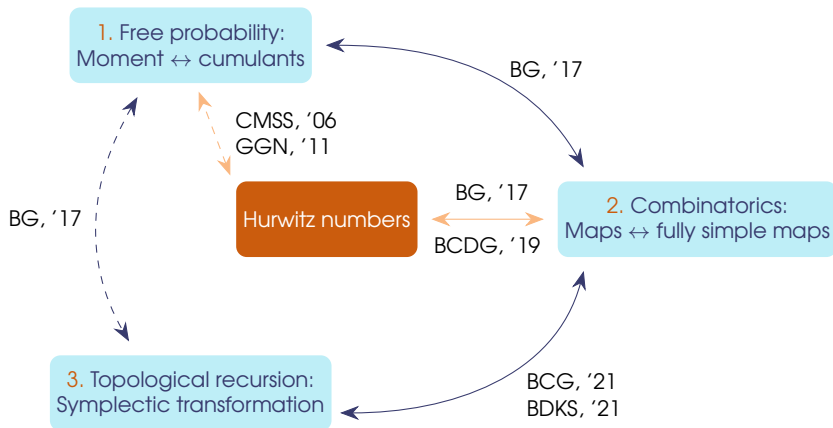 1. Free probability:
Moment ↔ cumulants
BG, '17
CMSS, '06
GGN, '11
BG, '17
Hurwitz numbers
BG, '17
BCDG, '19
2. Combinatorics:
Maps ↔ fully simple maps
3. Topological recursion:
Symplectic transformation
BCG, '21
BDKS, '21